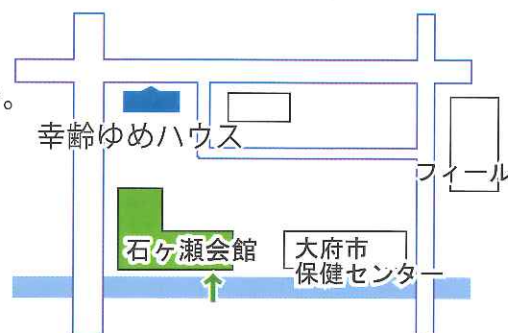 。
幸齢ゆめハウス
フィール
石ヶ瀬会館
大府市
保健センター